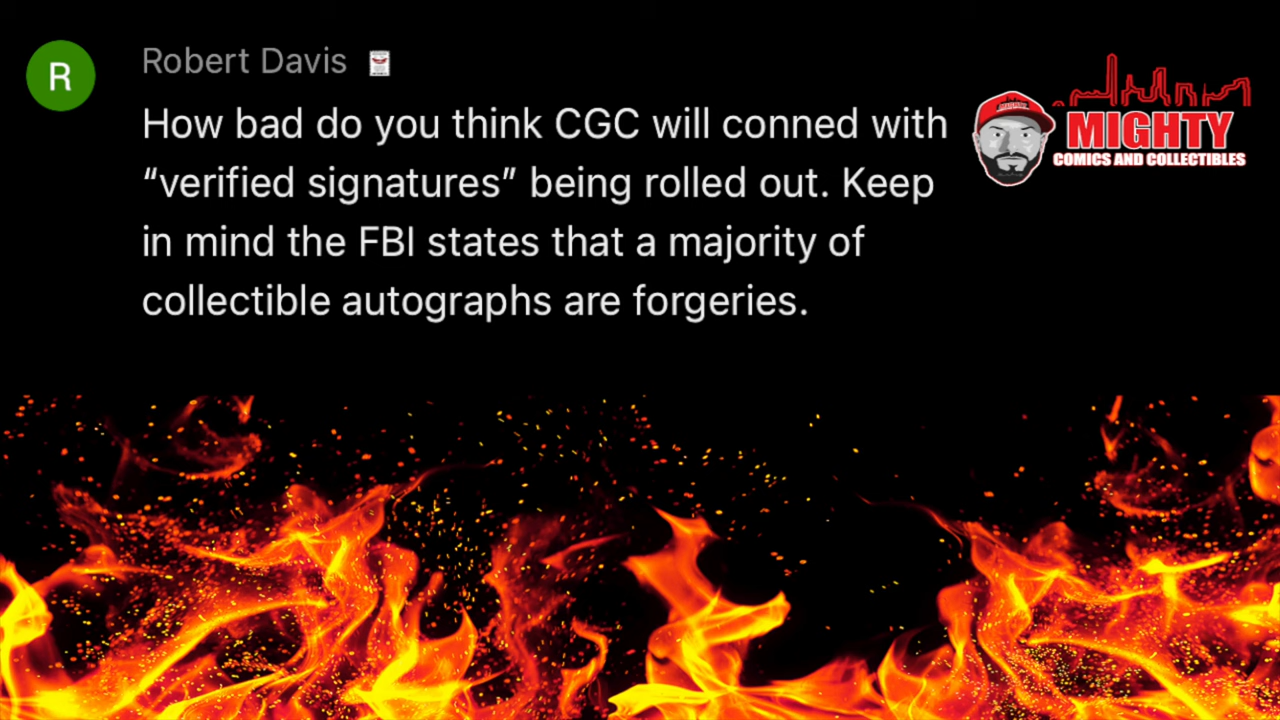 R
Robert Davis
How bad do you think CGC will conned with
“verified signatures” being rolled out. Keep
in mind the FBI states that a majority of
collectible autographs are forgeries.
MIGHTY
COMICS AND COLLECTIBLES